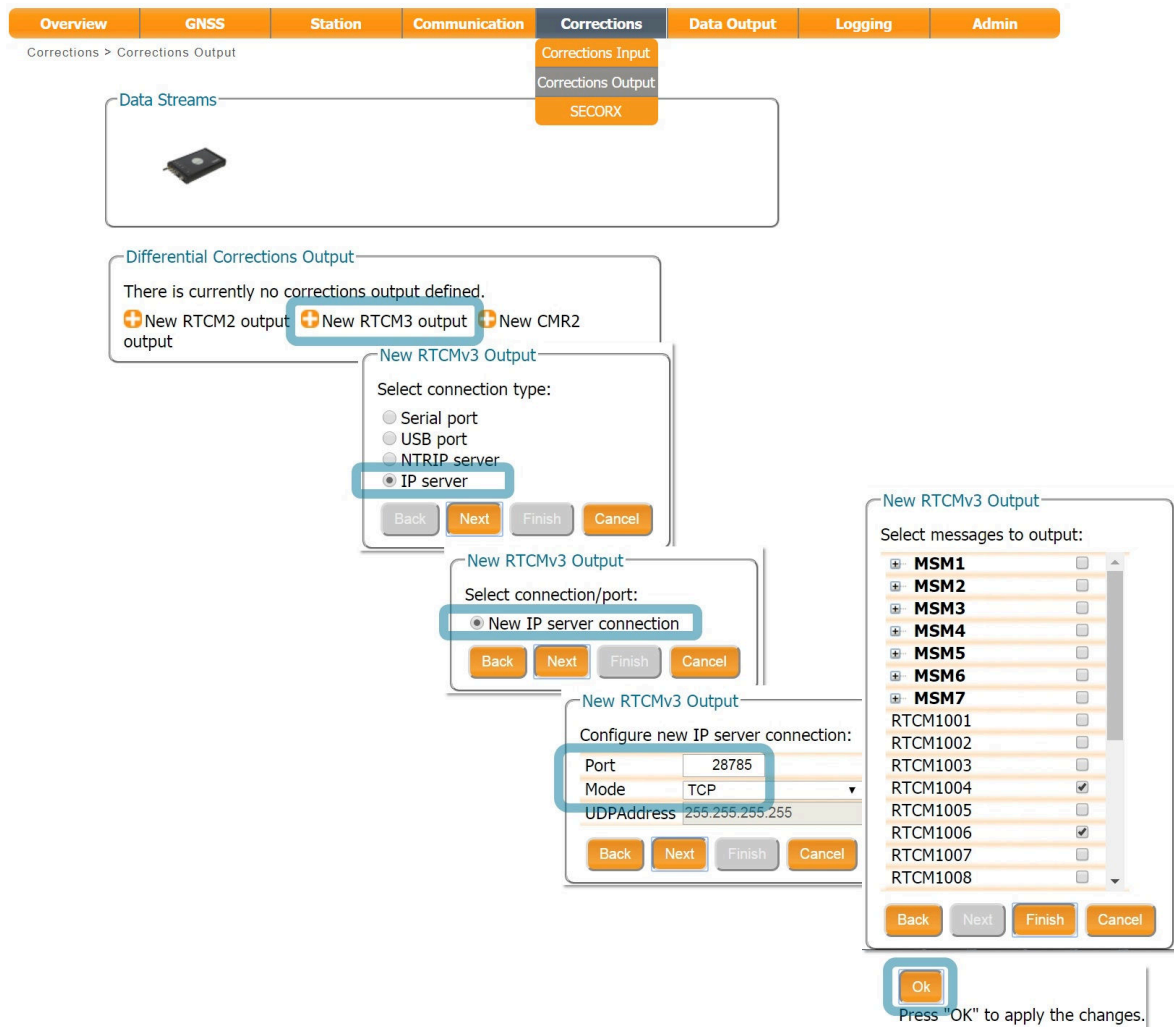 Overview GNSS Station Communication Corrections Data Output Logging Admin
Corrections > Corrections Output
Corrections Input
Corrections Output
SECORX
Data Streams
Differential Corrections Output
There is currently no corrections output defined.
New RTCM2 output New RTCM3 output New CMR2
output
New RTCMv3 Output
Select connection type:
Serial port
USB port
NTRIP server
IP server
Back Next Finish Cancel
New RTCMv3 Output
Select connection/port:
New IP server connection
Back Next Finish Cancel
New RTCMv3 Output
Configure new IP server connection:
Port 28785
Mode TCP
UDPAddress 255.255.255.255
Back Next Finish Cancel
New RTCMv3 Output
Select messages to output:
MSM1
MSM2
MSM3
MSM4
MSM5
MSM6
MSM7
RTCM1001
RTCM1002
RTCM1003
RTCM1004
RTCM1005
RTCM1006
RTCM1007
RTCM1008
Back Next Finish Cancel
Ok
Press "OK" to apply the changes.